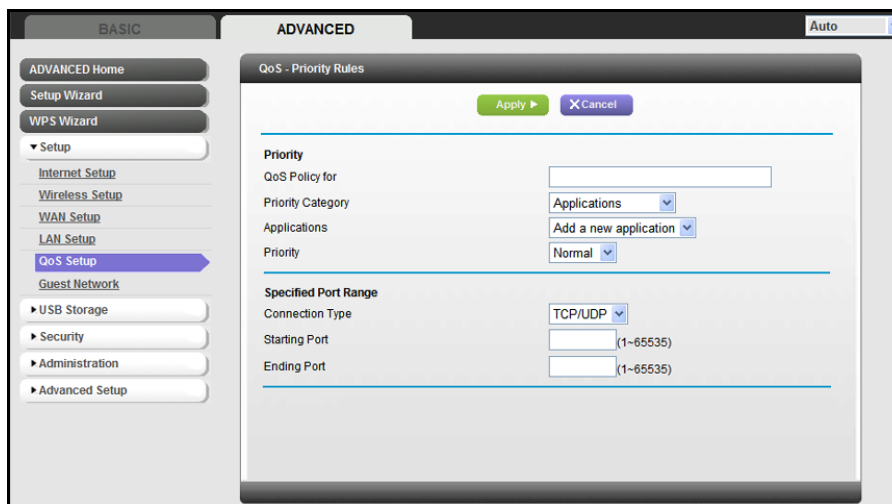 BASIC
ADVANCED
Auto
ADVANCED Home
Setup Wizard
WPS Wizard
Setup
Internet Setup
Wireless Setup
WAN Setup
LAN Setup
QoS Setup
Guest Network
USB Storage
Security
Administration
Advanced Setup
QoS - Priority Rules
Apply
Cancel
Priority
QoS Policy for
Priority Category Applications
Applications Add a new application
Priority Normal
Specified Port Range
Connection Type TCP/UDP
Starting Port (1~65535)
Ending Port (1~65535)